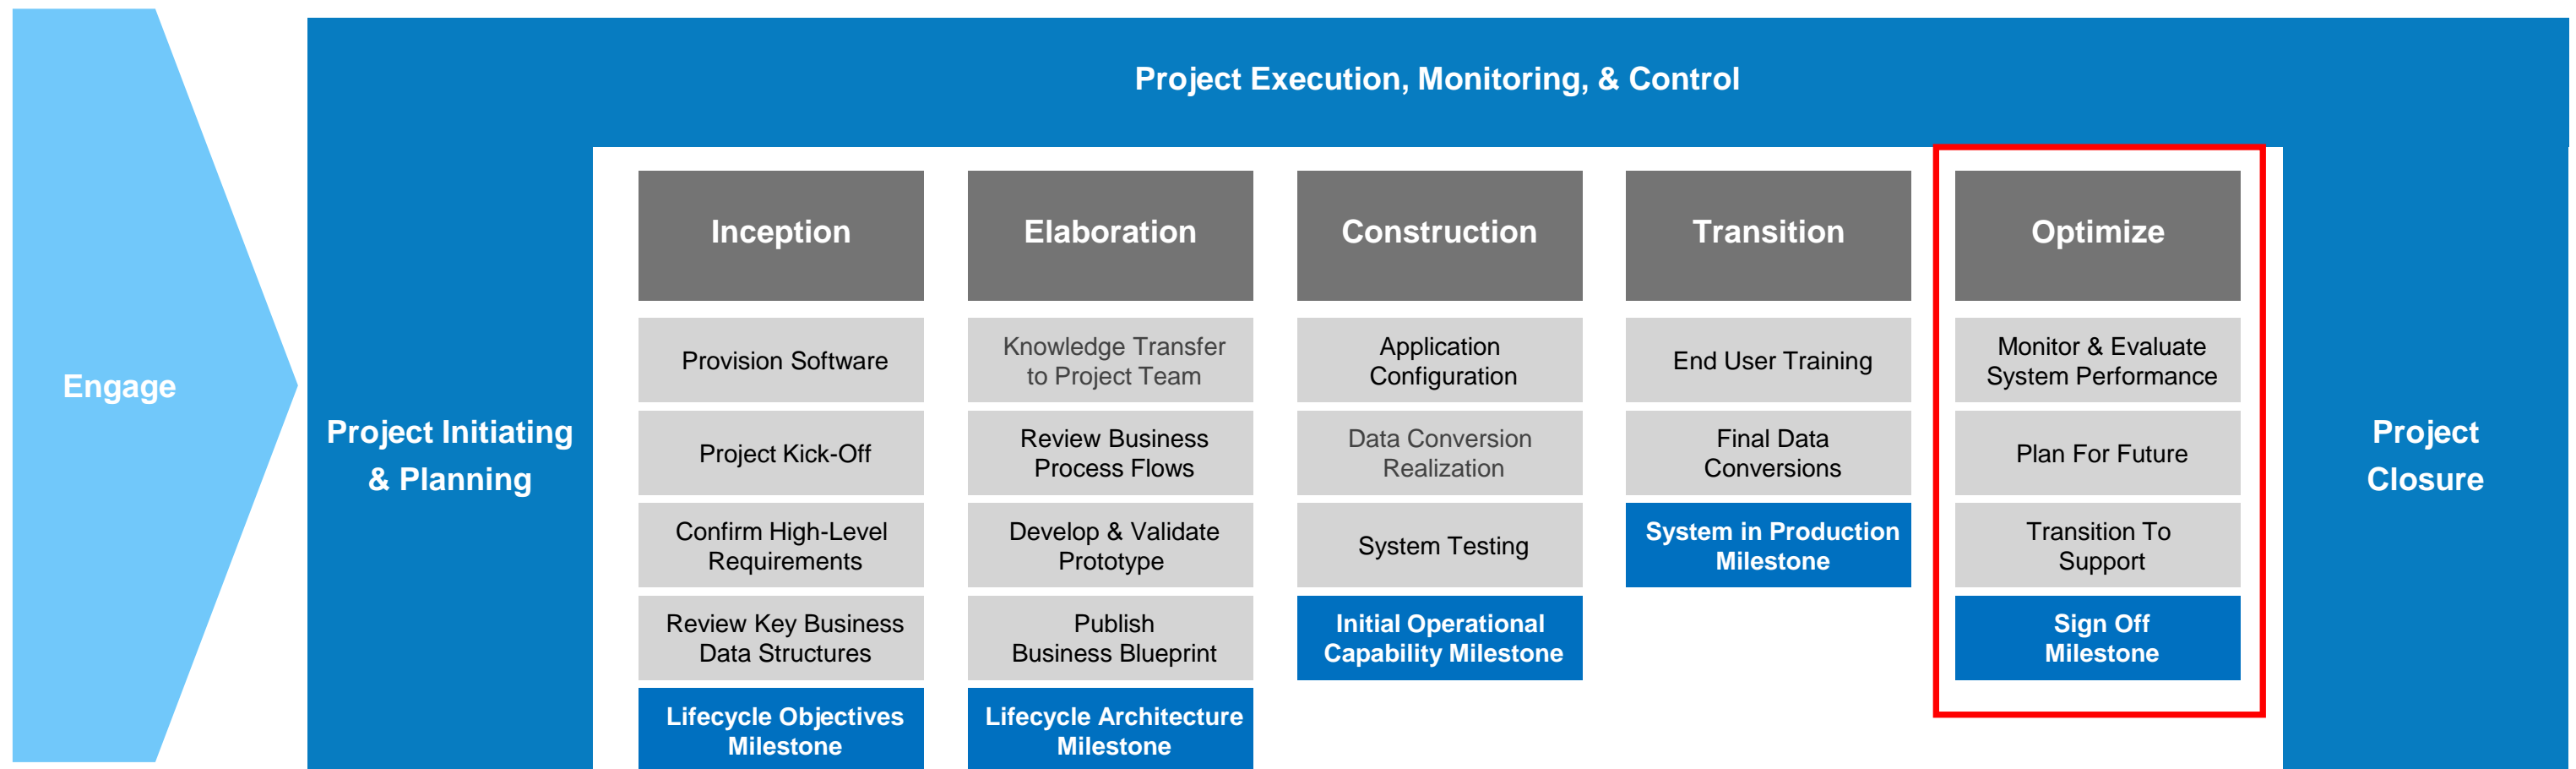 Engage
Project Execution, Monitoring, & Control
Project Initiating
& Planning
Inception
Provision Software
Project Kick-Off
Confirm High-Level
Requirements
Review Key Business
Data Structures
Lifecycle Objectives
Milestone
Elaboration
Knowledge Transfer
to Project Team
Review Business
Process Flows
Develop & Validate
Prototype
Publish
Business Blueprint
Lifecycle Architecture
Milestone
Construction
Application
Configuration
Data Conversion
Realization
System Testing
Initial Operational
Capability Milestone
Transition
End User Training
Final Data
Conversions
System in Production
Milestone
Optimize
Monitor & Evaluate
System Performance
Plan For Future
Transition To
Support
Sign Off
Milestone
Project
Closure